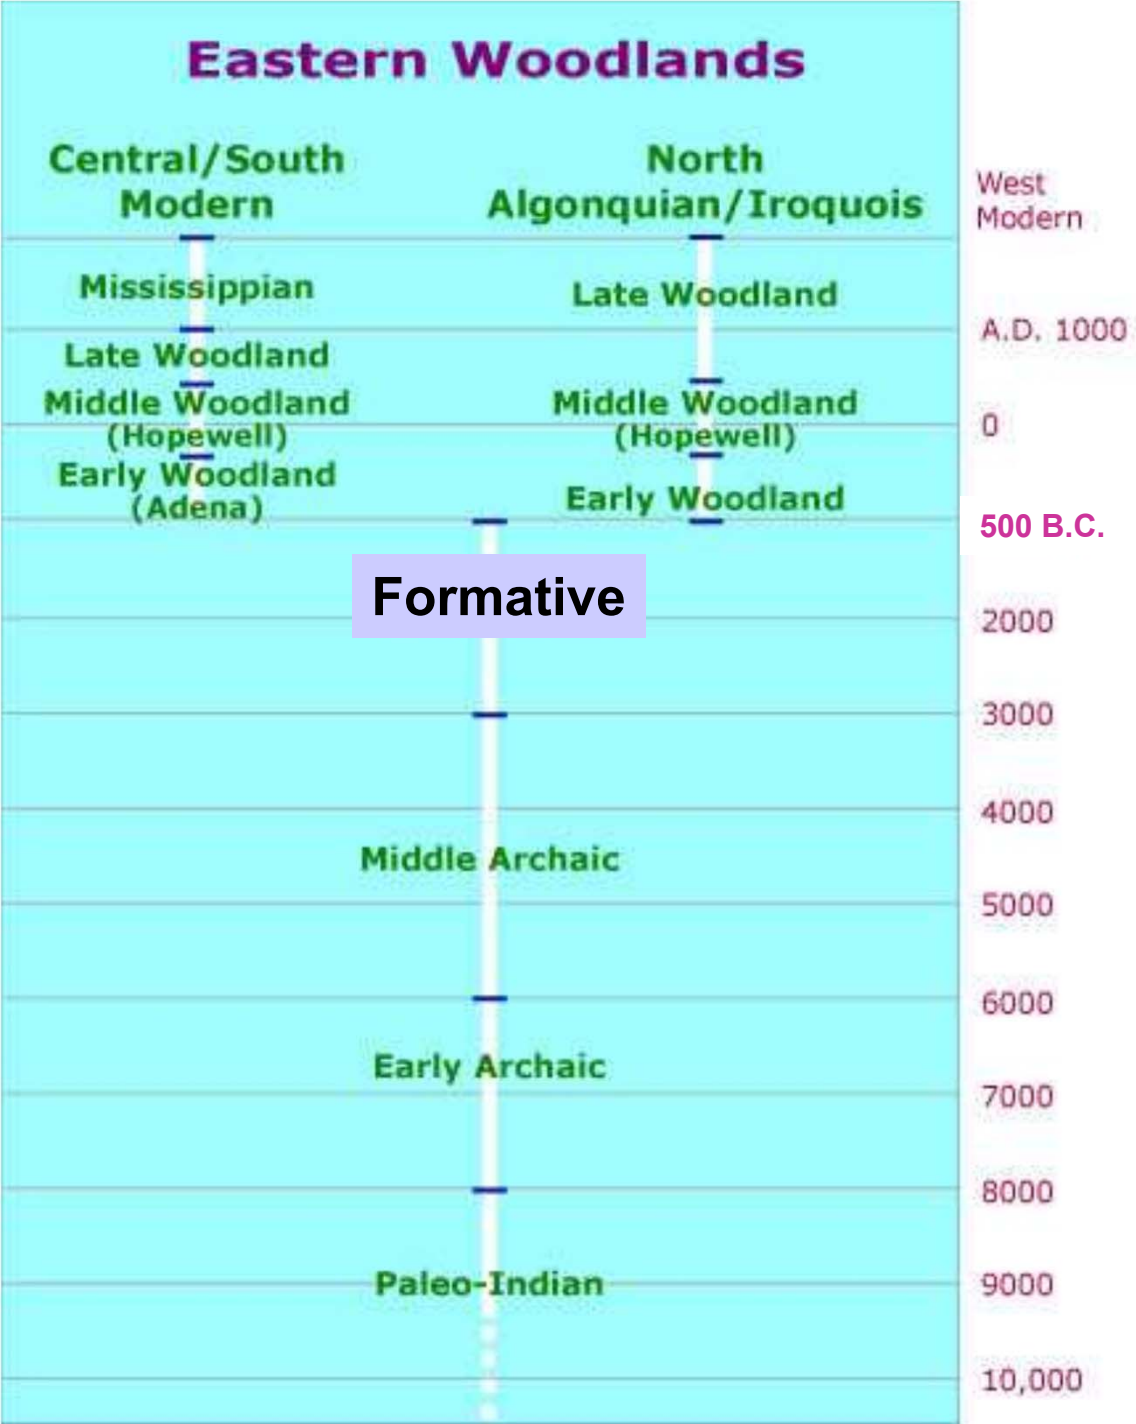 Eastern Woodlands
Central/South
Modern
North
Algonquian/Iroquois
West
Modern
Mississippian
Late Woodland
A.D. 1000
Late Woodland
Middle Woodland
(Hopewell)
Middle Woodland
(Hopewell)
0
Early Woodland
(Adena)
Early Woodland
500 B.C.
Formative
2000
3000
4000
Middle Archaic
5000
6000
Early Archaic
7000
8000
Paleo-Indian
9000
10,000